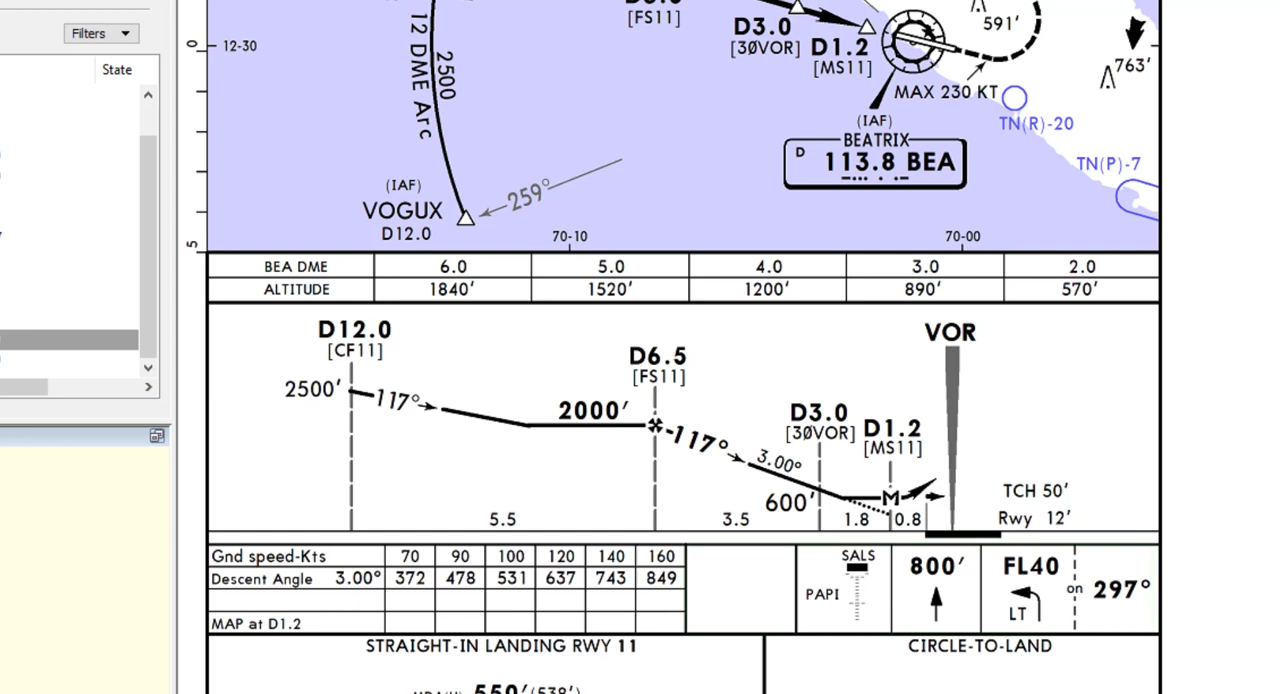 Filters
State
0
12-30
12 DME Arc
2500
[FS11]
D3.0
[30VOR]
D1.2
[MS11]
591'
763'
MAX 230 KT
TN(R)-20
(IAF)
BEATRIX
D 113.8 BEA
TN(P)-7
(IAF)
VOGUX
D12.0
259°
5
70-10
70-00
BEA DME 6.0 5.0 4.0 3.0 2.0
ALTITUDE 1840' 1520' 1200' 890' 570'
D12.0
[CF11]
VOR
D6.5
[FS11]
2500'
117°
2000'
D3.0
[30VOR]
D1.2
[MS11]
117°
3.00°
600'
M
TCH 50'
5.5
3.5
1.8
0.8
Rwy 12'
Gnd speed-Kts 70 90 100 120 140 160
Descent Angle 3.00° 372 478 531 637 743 849
MAP at D1.2
SALS
PAPI
800'
FL40
LT
on 297°
STRAIGHT-IN LANDING RWY 11
CIRCLE-TO-LAND
550'(538')